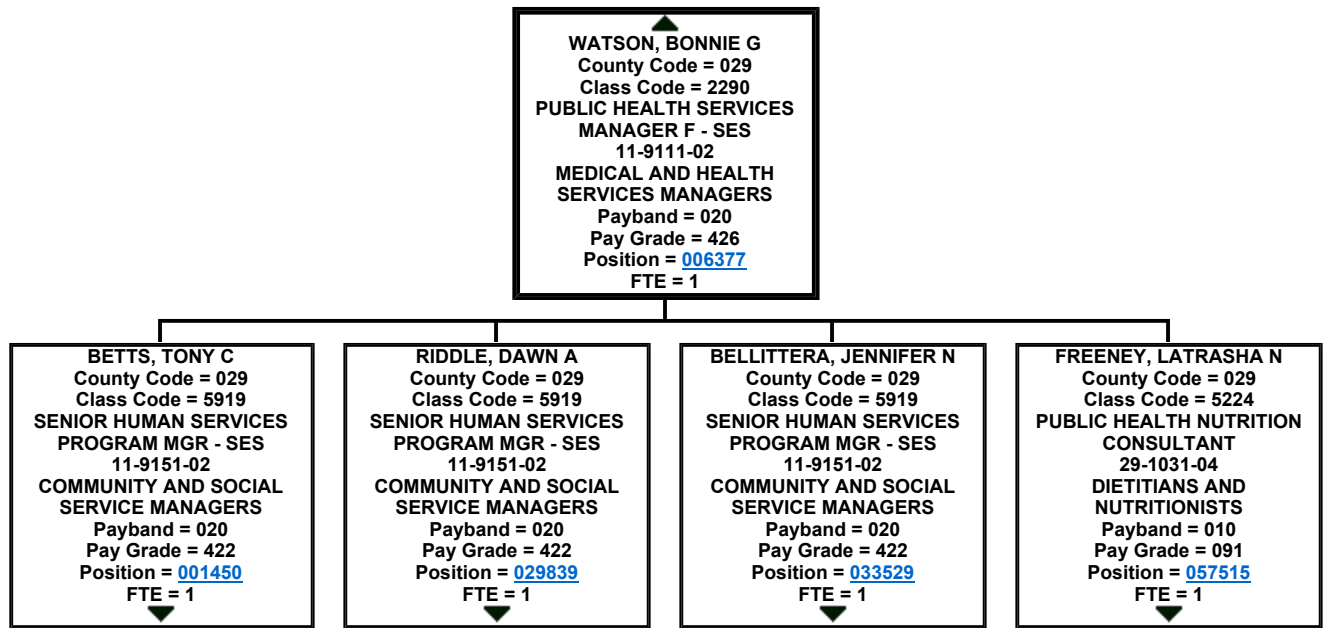 WATSON, BONNIE G
County Code = 029
Class Code = 2290
PUBLIC HEALTH SERVICES
MANAGER F - SES
11-9111-02
MEDICAL AND HEALTH
SERVICES MANAGERS
Payband = 020
Pay Grade = 426
Position = 006377
FTE = 1
BETTS, TONY C
County Code = 029
Class Code = 5919
SENIOR HUMAN SERVICES
PROGRAM MGR - SES
11-9151-02
COMMUNITY AND SOCIAL
SERVICE MANAGERS
Payband = 020
Pay Grade = 422
Position = 001450
FTE = 1
RIDDLE, DAWN A
County Code = 029
Class Code = 5919
SENIOR HUMAN SERVICES
PROGRAM MGR - SES
11-9151-02
COMMUNITY AND SOCIAL
SERVICE MANAGERS
Payband = 020
Pay Grade = 422
Position = 029839
FTE = 1
BELLITTERA, JENNIFER N
County Code = 029
Class Code = 5919
SENIOR HUMAN SERVICES
PROGRAM MGR - SES
11-9151-02
COMMUNITY AND SOCIAL
SERVICE MANAGERS
Payband = 020
Pay Grade = 422
Position = 033529
FTE = 1
FREENEY, LATRASHA N
County Code = 029
Class Code = 5224
PUBLIC HEALTH NUTRITION
CONSULTANT
29-1031-04
DIETITIANS AND
NUTRITIONISTS
Payband = 010
Pay Grade = 091
Position = 057515
FTE = 1